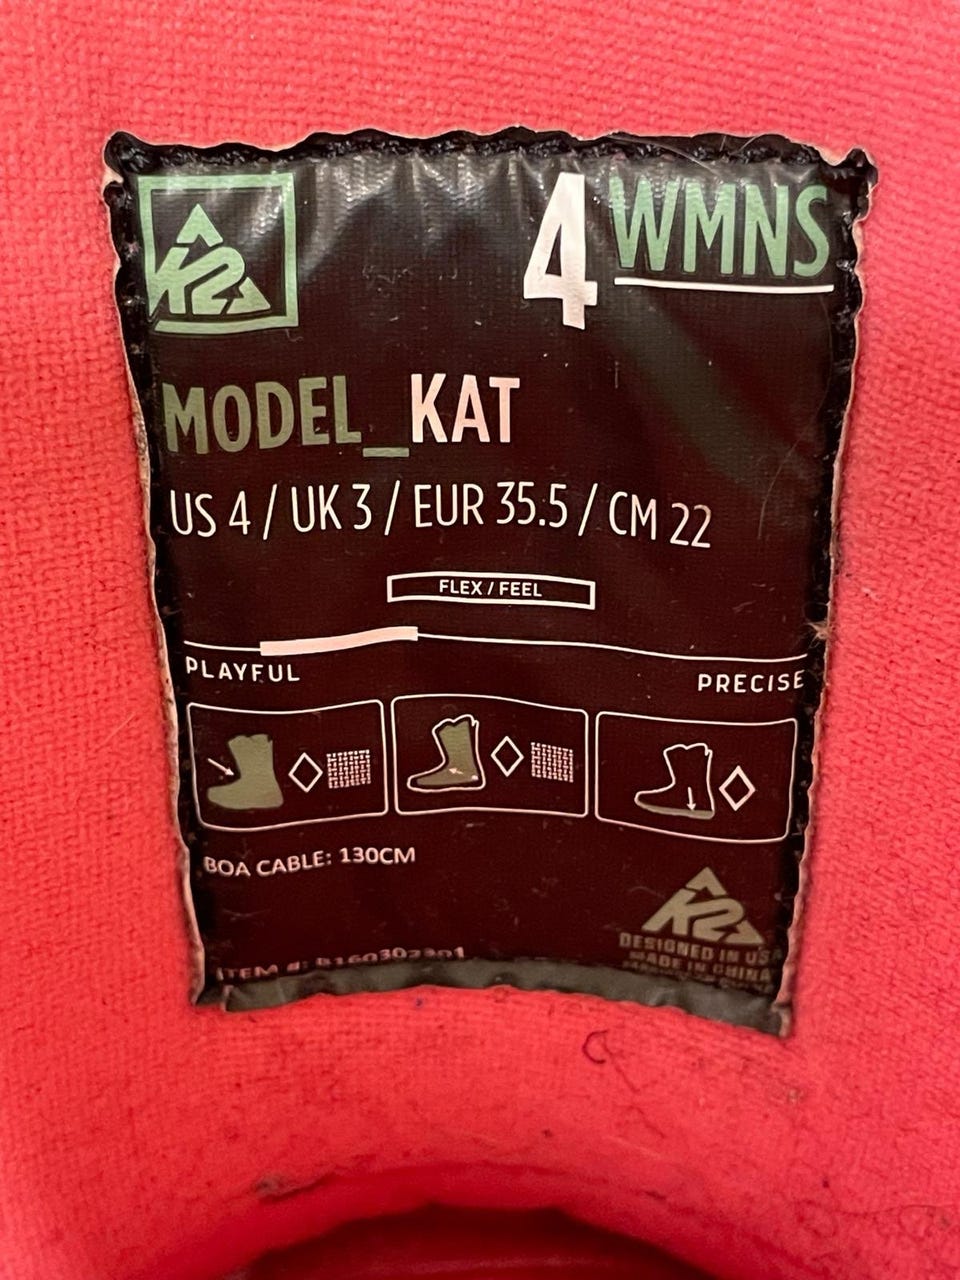 K2
4 WMNS
MODEL_KAT
US 4 / UK 3 / EUR 35.5 / CM 22
FLEX / FEEL
PLAYFUL
PRECISE
BOA CABLE: 130CM
K2
DESIGNED IN USA
MADE IN CHINA
ITEM #: